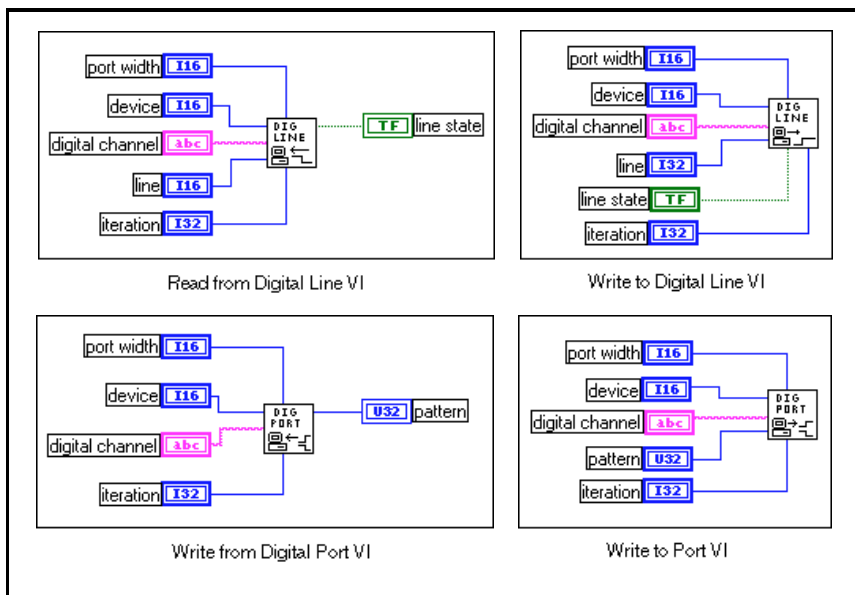 port width I16
device I16
digital channel abc
line I16
iteration I32
DIG
LINE
TF line state
Read from Digital Line VI
port width I16
device I16
digital channel abc
line I32
line state TF
iteration I32
DIG
LINE
Write to Digital Line VI
port width I16
device I16
digital channel abc
iteration I32
DIG
PORT
U32 pattern
Write from Digital Port VI
port width I16
device I16
digital channel abc
pattern U32
iteration I32
DIG
PORT
Write to Port VI